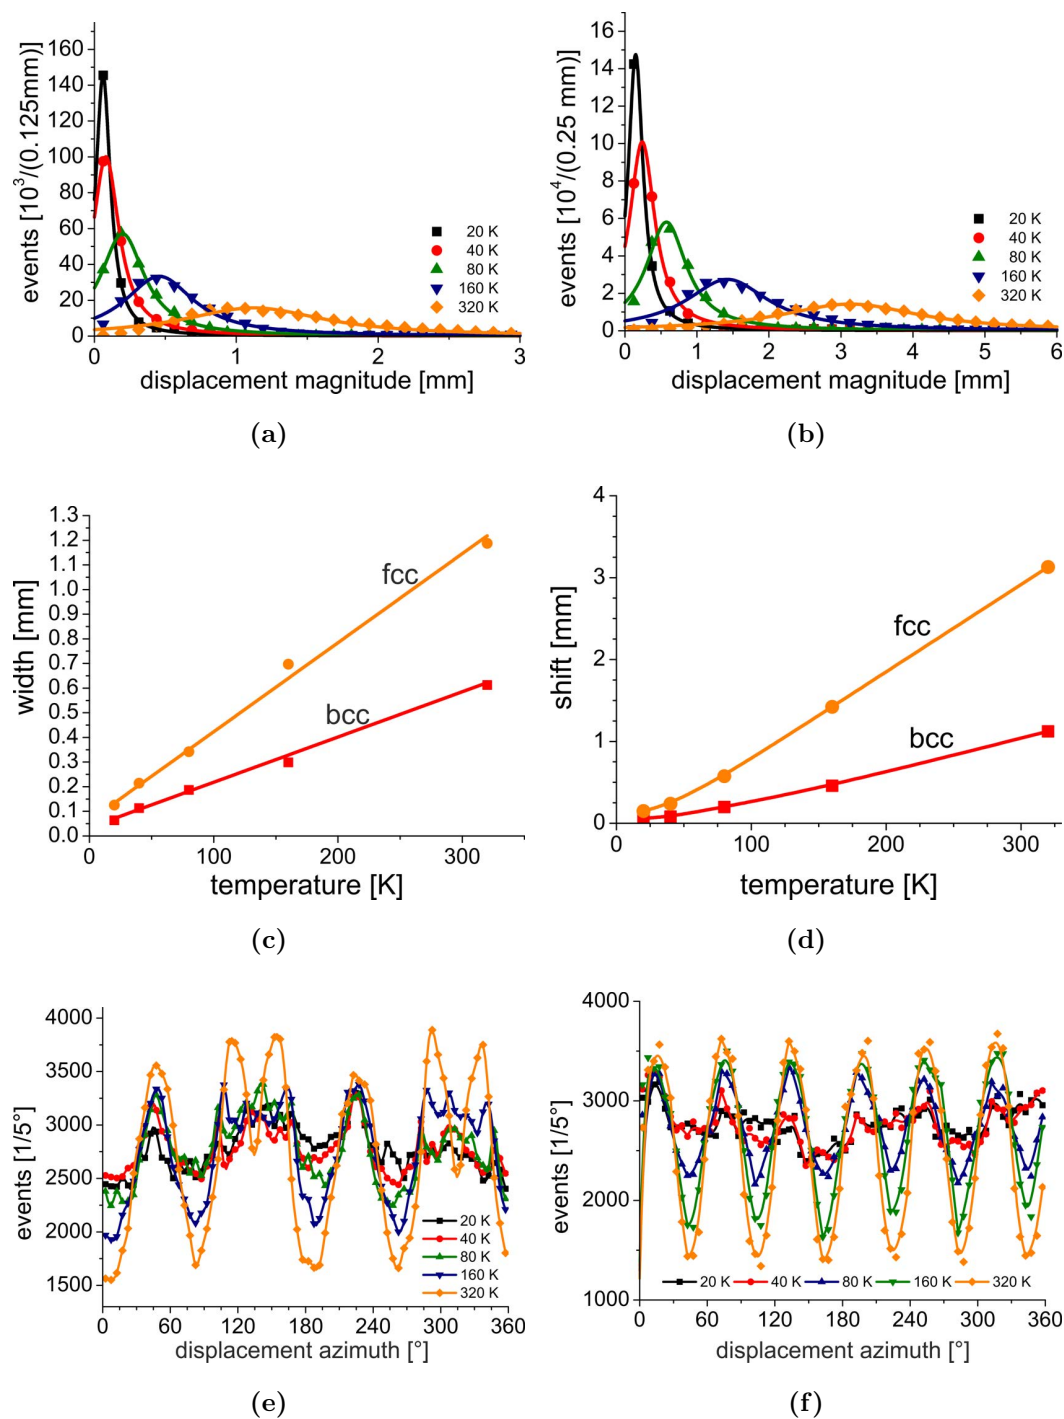 160
140
120
100
80
60
40
20
0
events [10³/(0.125mm)]
20 K
40 K
80 K
160 K
320 K
0 1 2 3
displacement magnitude [mm]
(a)
16
14
12
10
8
6
4
2
0
events [10⁴/(0.25 mm)]
20 K
40 K
80 K
160 K
320 K
0 1 2 3 4 5 6
displacement magnitude [mm]
(b)
1.3
1.2
1.1
1.0
0.9
0.8
0.7
0.6
0.5
0.4
0.3
0.2
0.1
0.0
width [mm]
fcc
bcc
0 100 200 300
temperature [K]
(c)
4
3
2
1
0
shift [mm]
fcc
bcc
0 100 200 300
temperature [K]
(d)
4000
3500
3000
2500
2000
1500
events [1/5°]
20 K
40 K
80 K
160 K
320 K
0 60 120 180 240 300 360
displacement azimuth [°]
(e)
4000
3000
2000
1000
events [1/5°]
20 K 40 K 80 K 160 K 320 K
0 60 120 180 240 300 360
displacement azimuth [°]
(f)